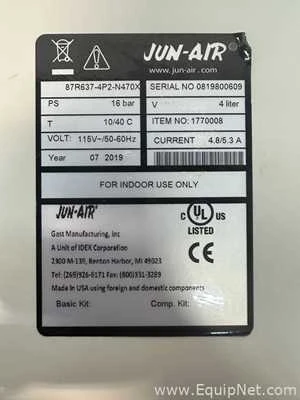 JUN-AIR®
www.jun-air.com
87R637-4P2-N470X SERIAL NO 0819800609
PS 16 bar V 4 liter
T 10/40 C ITEM NO: 1770008
VOLT: 115V~/50-60Hz CURRENT 4.8/5.3 A
Year 07 2019
FOR INDOOR USE ONLY
JUN-AIR®
Gast Manufacturing, Inc
A Unit of IDEX Corporation
2300 M-139, Benton Harbor, MI 49023
Tel: (269)926-6171 Fax:(800)331-3289
Made in USA using foreign and domestic components
Basic Kit: Comp. Kit:
C UL US
LISTED
www.EquipNet.com